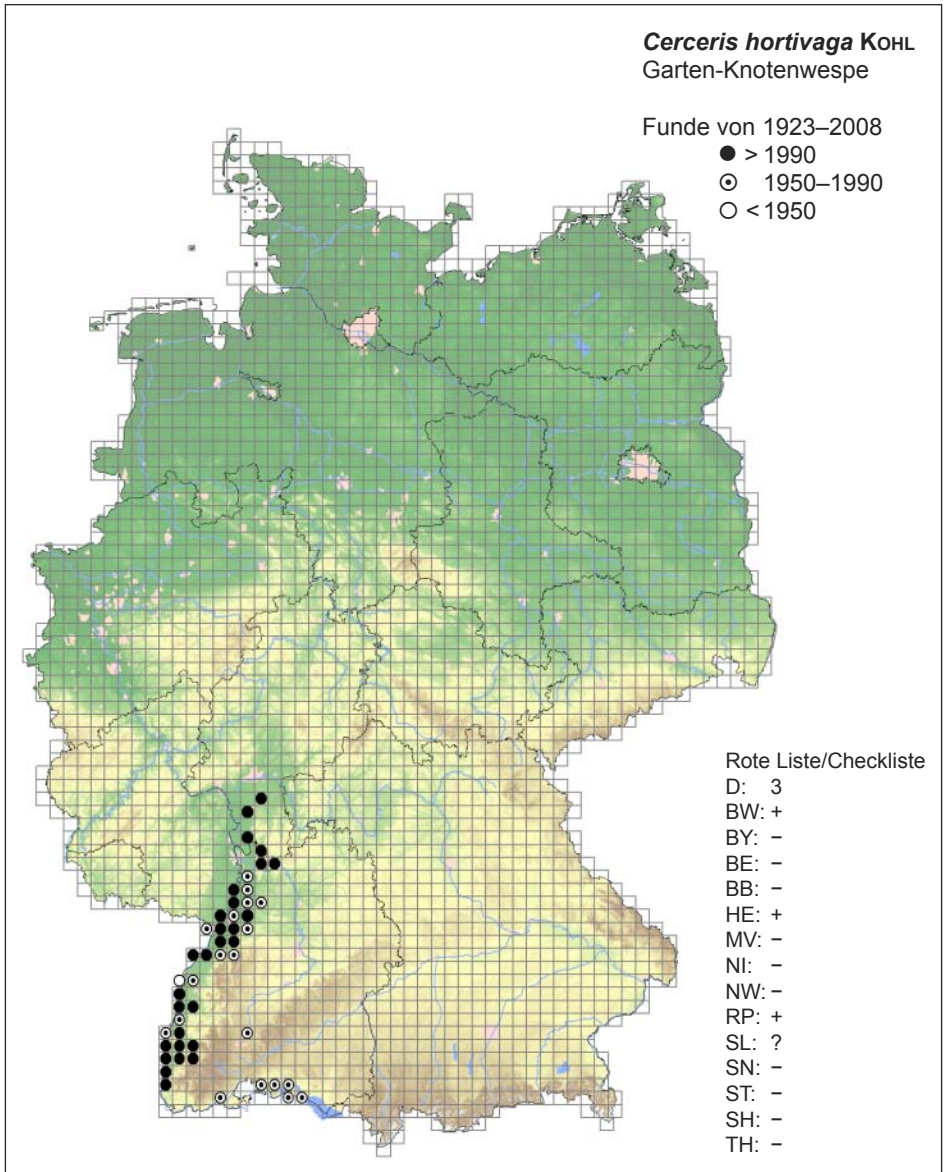 Cerceris hortivaga KOHL
Garten-Knotenwespe
Funde von 1923–2008
> 1990
1950–1990
< 1950
Rote Liste/Checkliste
D: 3
BW: +
BY: –
BE: –
BB: –
HE: +
MV: –
NI: –
NW: –
RP: +
SL: ?
SN: –
ST: –
SH: –
TH: –